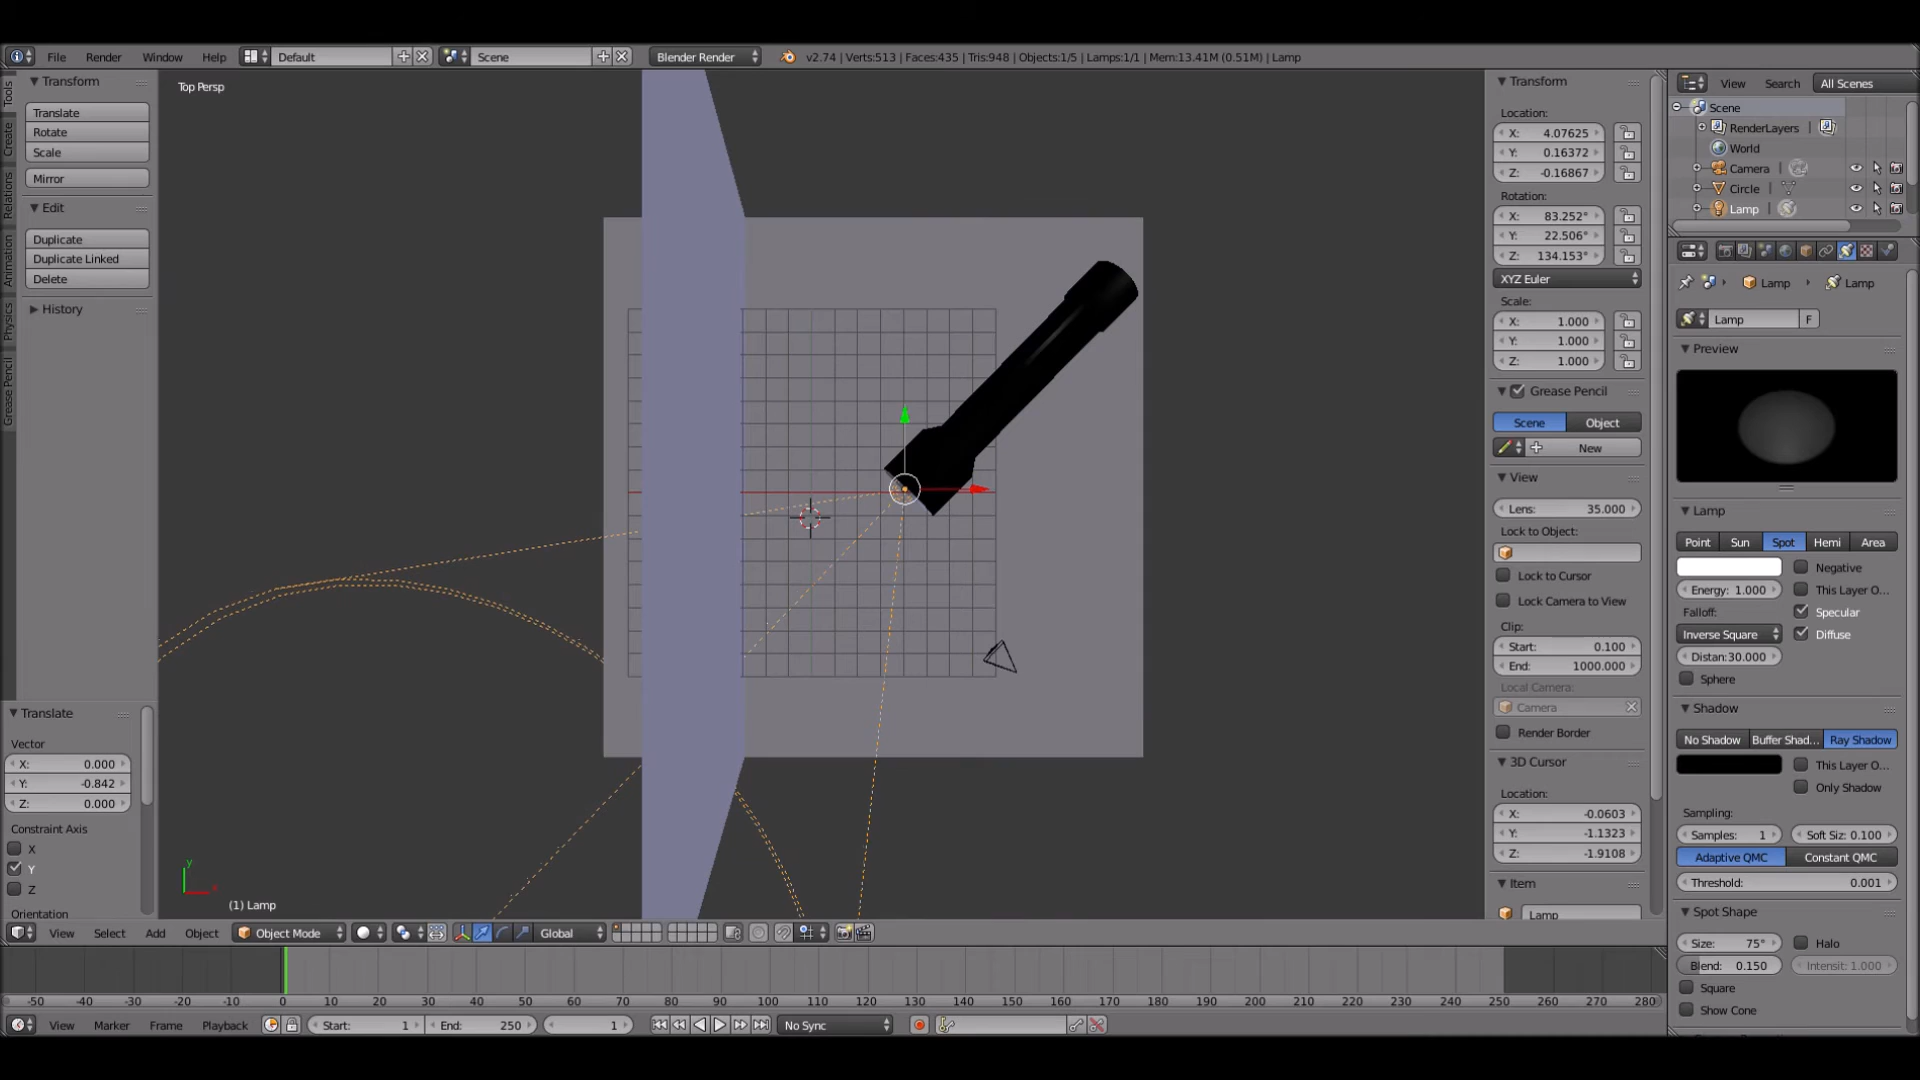 File Render Window Help Default Scene Blender Render v2.74 | Verts:513 | Faces:435 | Tris:948 | Objects:1/5 | Lamps:1/1 | Mem:13.41M (0.51M) | Lamp
Tools
Create
Relations
Animation
Physics
Grease Pencil
Transform
Translate
Rotate
Scale
Mirror
Edit
Duplicate
Duplicate Linked
Delete
History
Translate
Vector
X: 0.000
Y: -0.842
Z: 0.000
Constraint Axis
X
Y
Z
Orientation
Top Persp
y
x
(1) Lamp
Transform
Location:
X: 4.07625
Y: 0.16372
Z: -0.16867
Rotation:
X: 83.252°
Y: 22.506°
Z: 134.153°
XYZ Euler
Scale:
X: 1.000
Y: 1.000
Z: 1.000
Grease Pencil
Scene Object
New
View
Lens: 35.000
Lock to Object:
Lock to Cursor
Lock Camera to View
Clip:
Start: 0.100
End: 1000.000
Local Camera:
Camera
Render Border
3D Cursor
Location:
X: -0.0603
Y: -1.1323
Z: -1.9108
Item
Lamp
View Search All Scenes
Scene
RenderLayers
World
Camera
Circle
Lamp
Lamp Lamp
Lamp F
Preview
Lamp
Point Sun Spot Hemi Area
Negative
Energy: 1.000 This Layer O...
Falloff: Specular
Inverse Square Diffuse
Distan:30.000
Sphere
Shadow
No Shadow Buffer Shad... Ray Shadow
This Layer O...
Only Shadow
Sampling:
Samples: 1 Soft Siz: 0.100
Adaptive QMC Constant QMC
Threshold: 0.001
Spot Shape
Size: 75° Halo
Blend: 0.150 Intensit: 1.000
Square
Show Cone
View Select Add Object Object Mode Global
-50 -40 -30 -20 -10 0 10 20 30 40 50 60 70 80 90 100 110 120 130 140 150 160 170 180 190 200 210 220 230 240 250 260 270 280
View Marker Frame Playback Start: 1 End: 250 1 No Sync